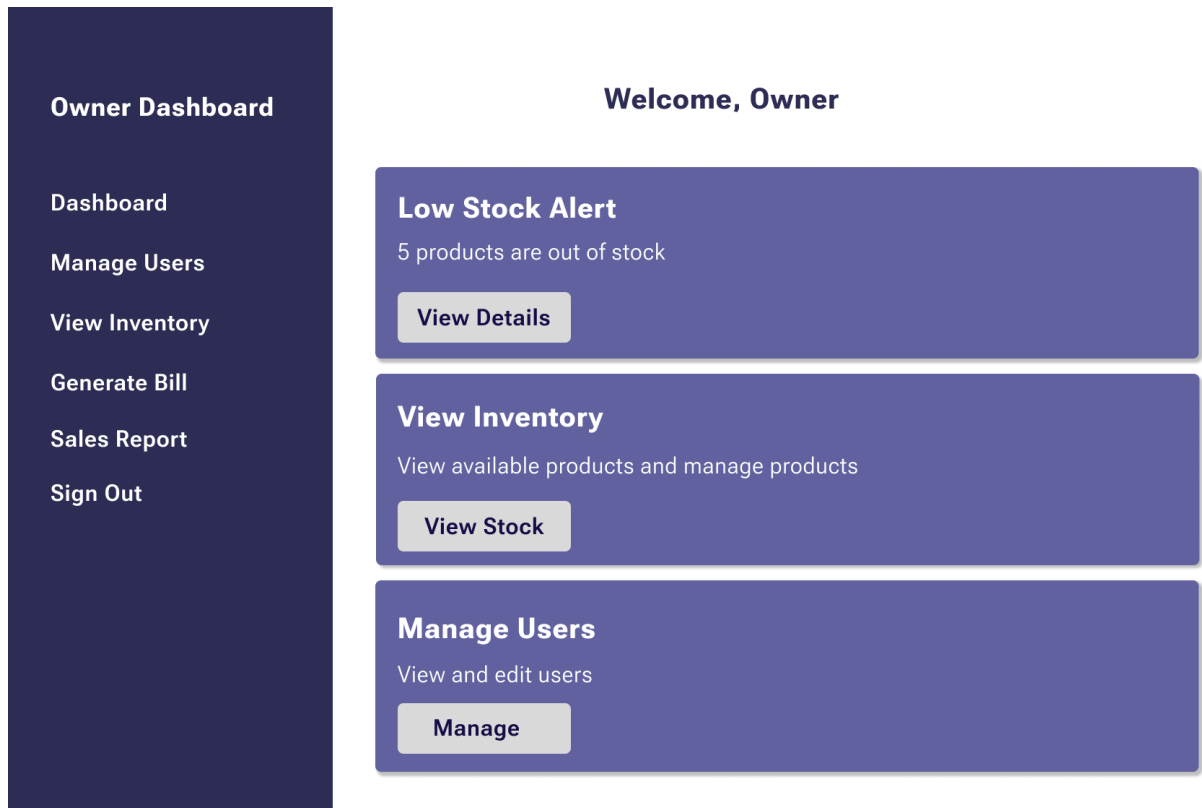 Owner Dashboard
Dashboard
Manage Users
View Inventory
Generate Bill
Sales Report
Sign Out
Welcome, Owner
Low Stock Alert
5 products are out of stock
View Details
View Inventory
View available products and manage products
View Stock
Manage Users
View and edit users
Manage